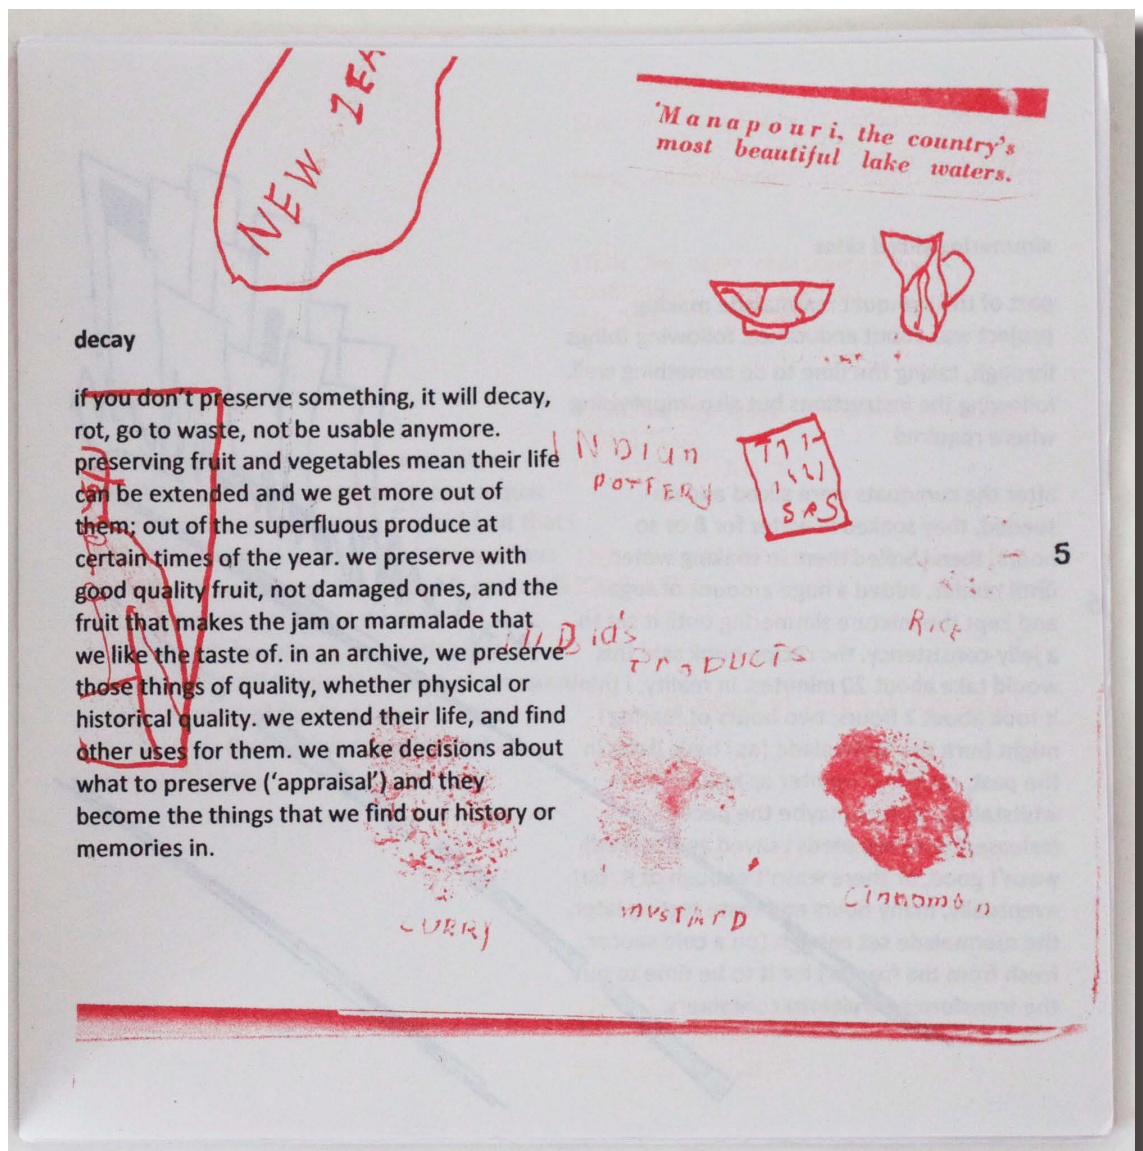 NEW ZEA
'Manapouri, the country's
most beautiful lake waters.
decay
if you don't preserve something, it will decay,
rot, go to waste, not be usable anymore.
preserving fruit and vegetables mean their life
can be extended and we get more out of
them; out of the superfluous produce at
certain times of the year. we preserve with
good quality fruit, not damaged ones, and the
fruit that makes the jam or marmalade that
we like the taste of. in an archive, we preserve
those things of quality, whether physical or
historical quality. we extend their life, and find
other uses for them. we make decisions about
what to preserve ('appraisal') and they
become the things that we find our history or
memories in.
INDian
POTTERY
5
INDia's
PRODUCTS
RICE
CURRY
MUSTARD
Cinnamon